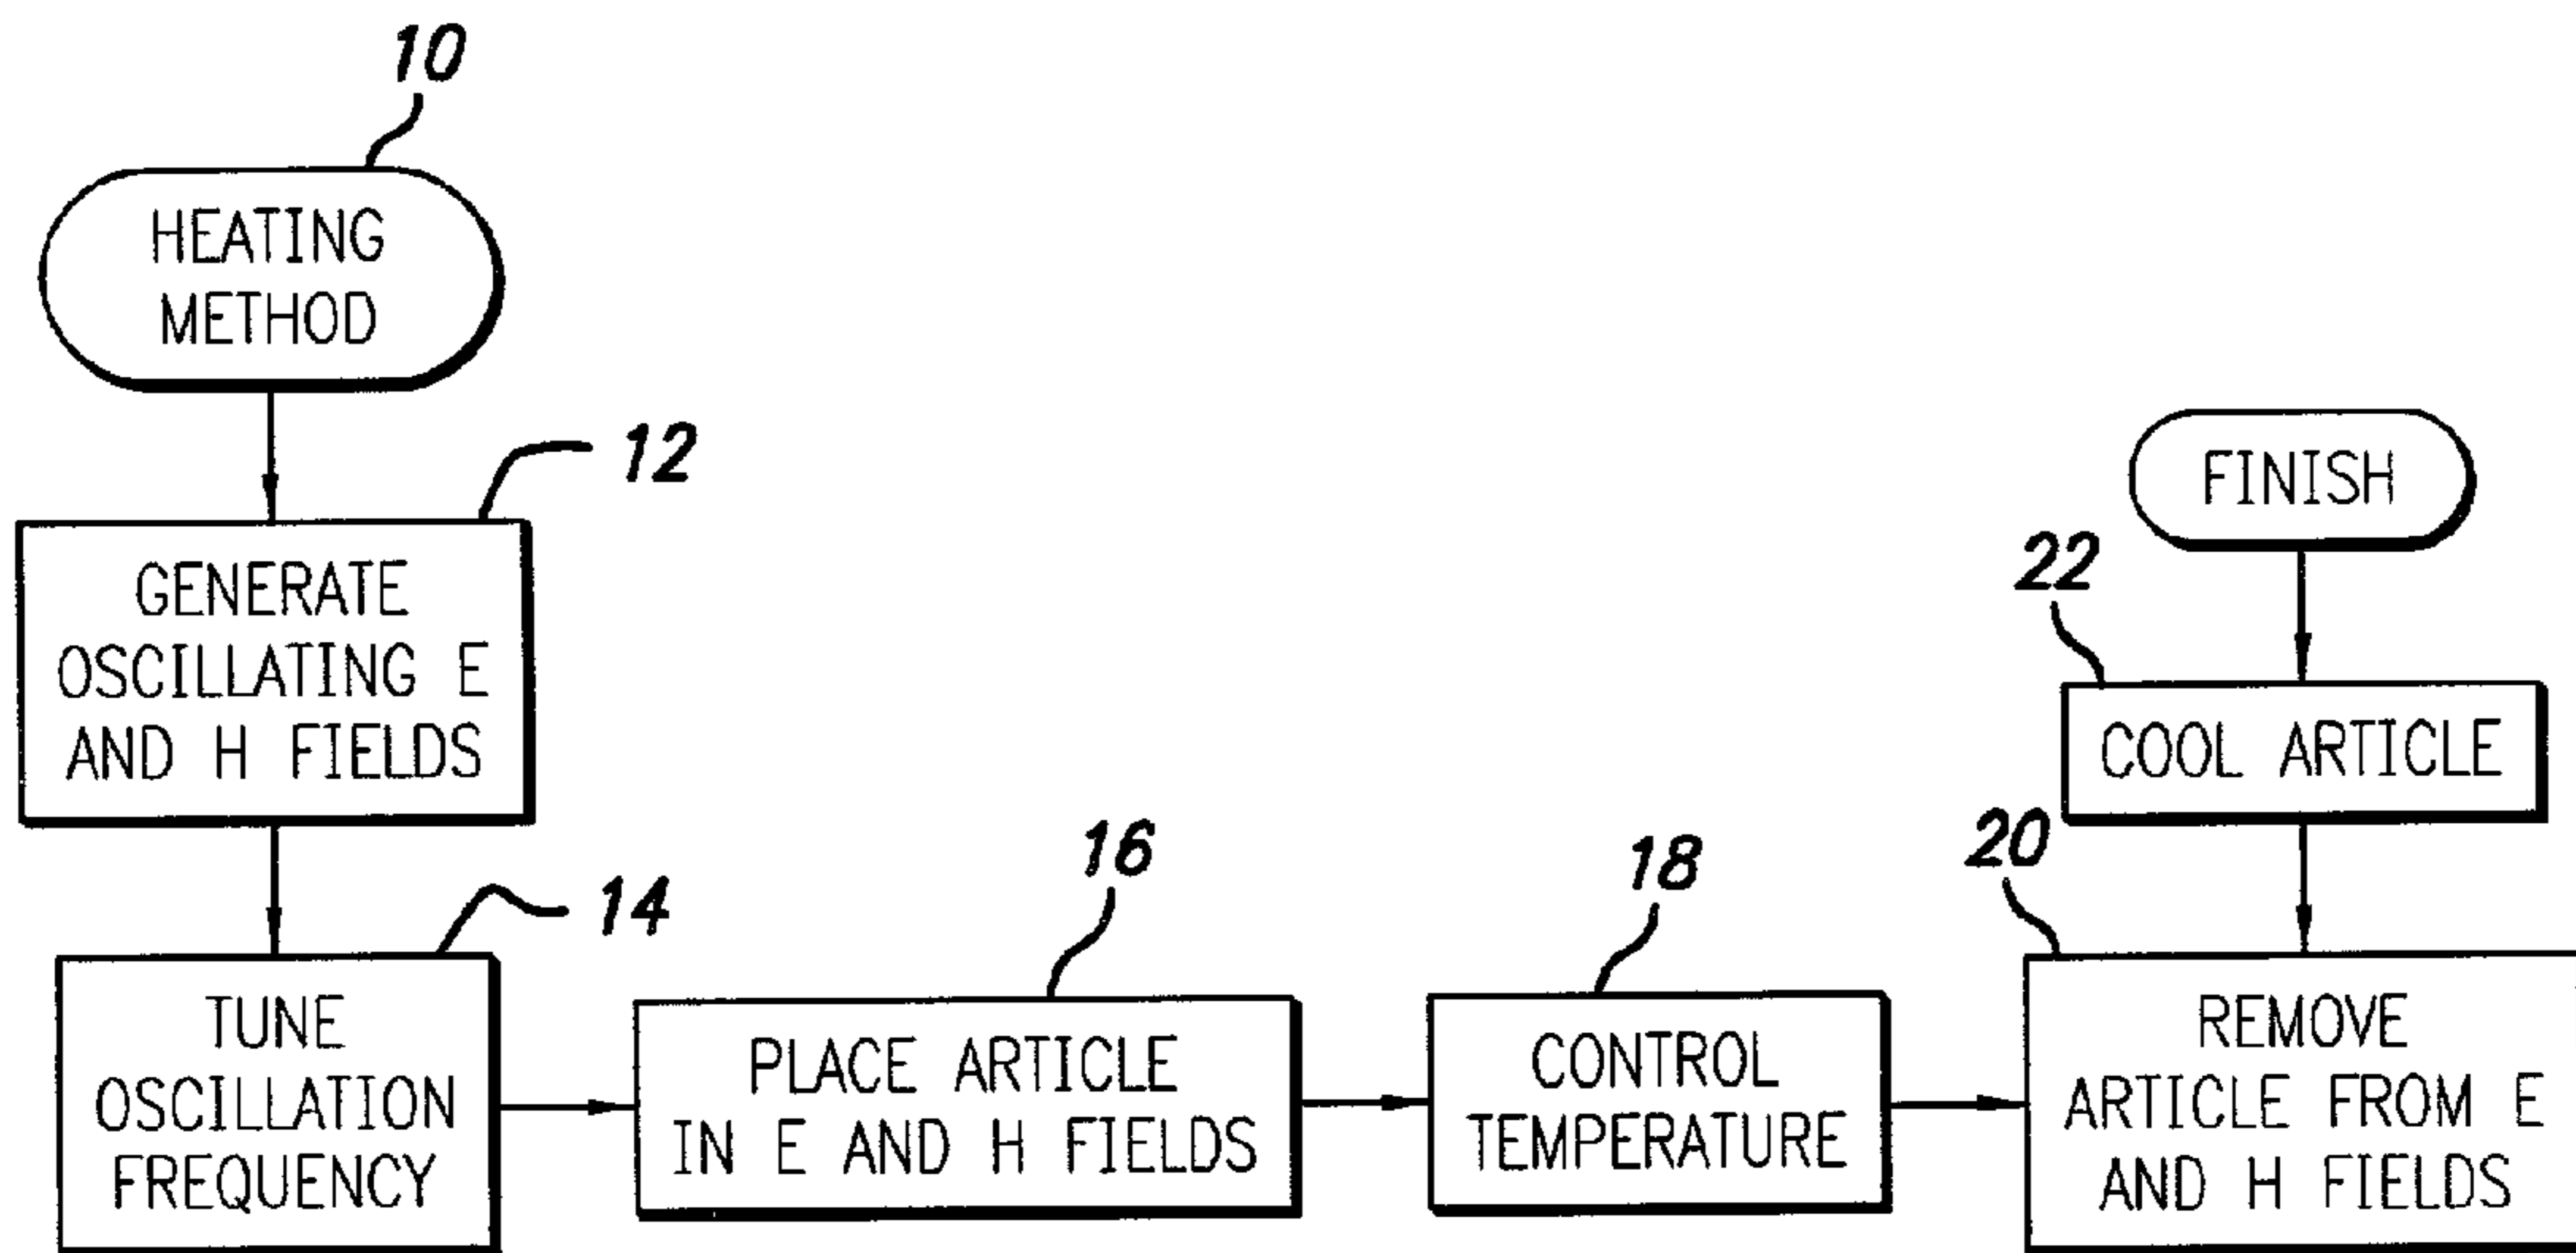 10
HEATING
METHOD
12
GENERATE
OSCILLATING E
AND H FIELDS
14
TUNE
OSCILLATION
FREQUENCY
16
PLACE ARTICLE
IN E AND H FIELDS
18
CONTROL
TEMPERATURE
20
REMOVE
ARTICLE FROM E
AND H FIELDS
22
COOL ARTICLE
FINISH